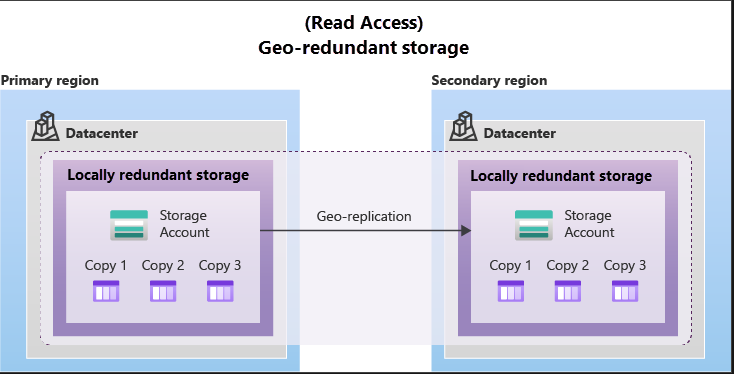 (Read Access)
Geo-redundant storage
Primary region
Secondary region
Datacenter
Datacenter
Locally redundant storage
Locally redundant storage
Storage
Account
Geo-replication
Storage
Account
Copy 1 Copy 2 Copy 3
Copy 1 Copy 2 Copy 3